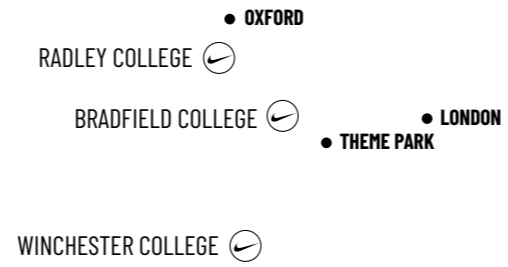 OXFORD
RADLEY COLLEGE
BRADFIELD COLLEGE
LONDON
THEME PARK
WINCHESTER COLLEGE